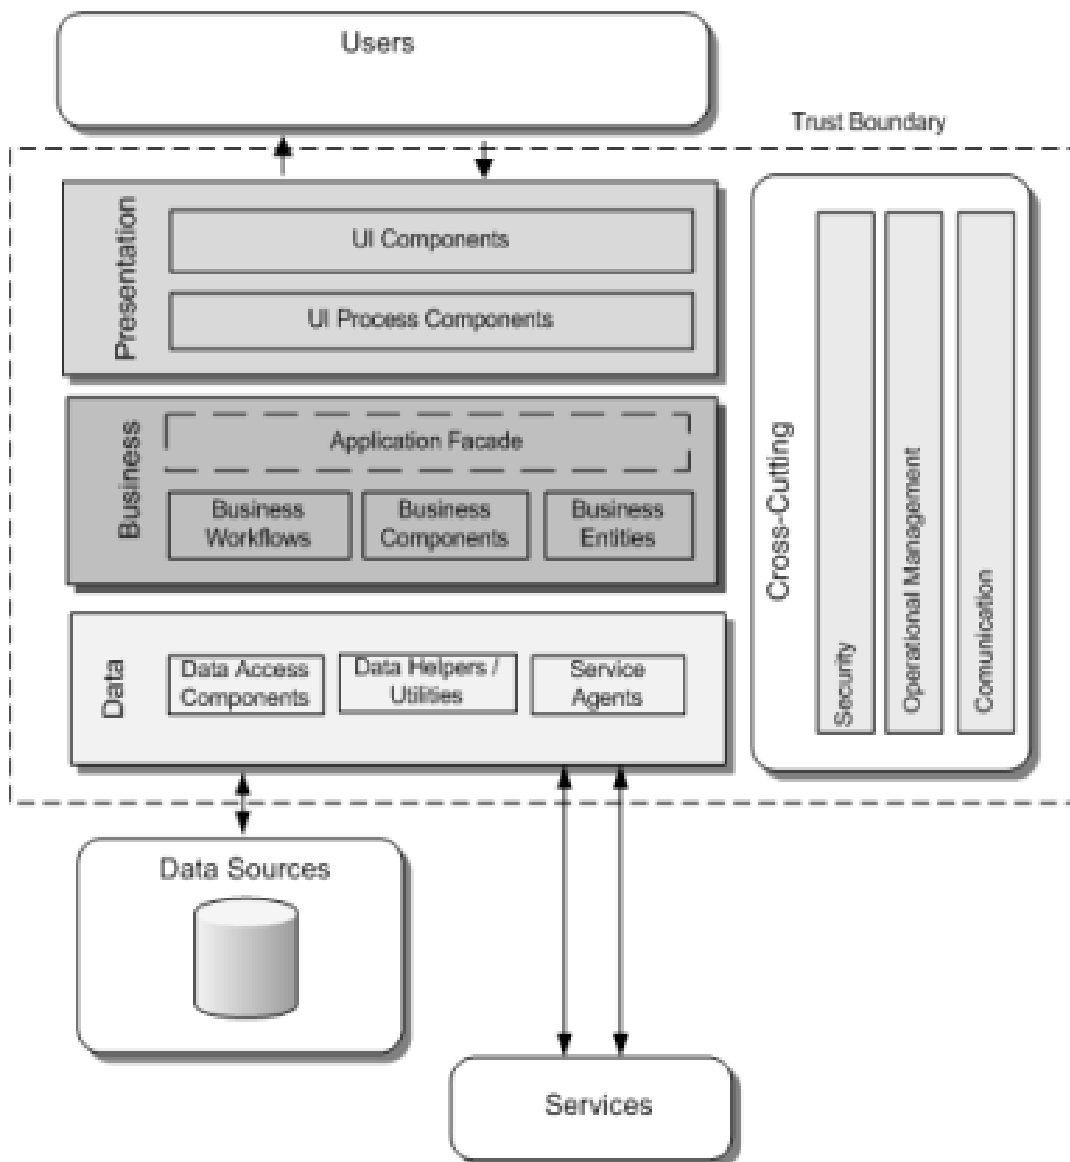 Users
Trust Boundary
Presentation
UI Components
UI Process Components
Business
Application Facade
Business
Workflows
Business
Components
Business
Entities
Data
Data Access
Components
Data Helpers /
Utilities
Service
Agents
Cross-Cutting
Security
Operational Management
Comunication
Data Sources
Services